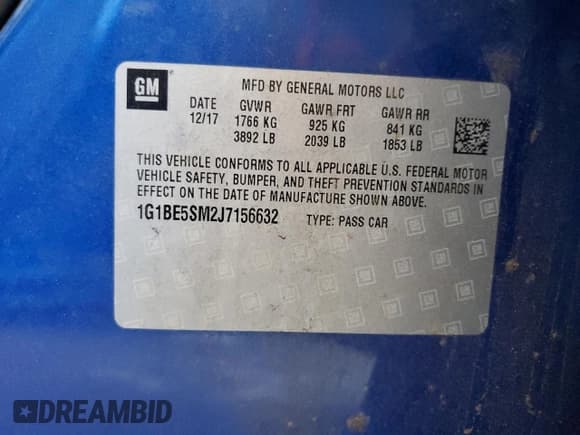 GM
MFD BY GENERAL MOTORS LLC
DATE GVWR GAWR FRT GAWR RR
12/17 1766 KG 925 KG 841 KG
3892 LB 2039 LB 1853 LB
THIS VEHICLE CONFORMS TO ALL APPLICABLE U.S. FEDERAL MOTOR
VEHICLE SAFETY, BUMPER, AND THEFT PREVENTION STANDARDS IN
EFFECT ON THE DATE OF MANUFACTURE SHOWN ABOVE.
1G1BE5SM2J7156632 TYPE: PASS CAR
DREAMBID